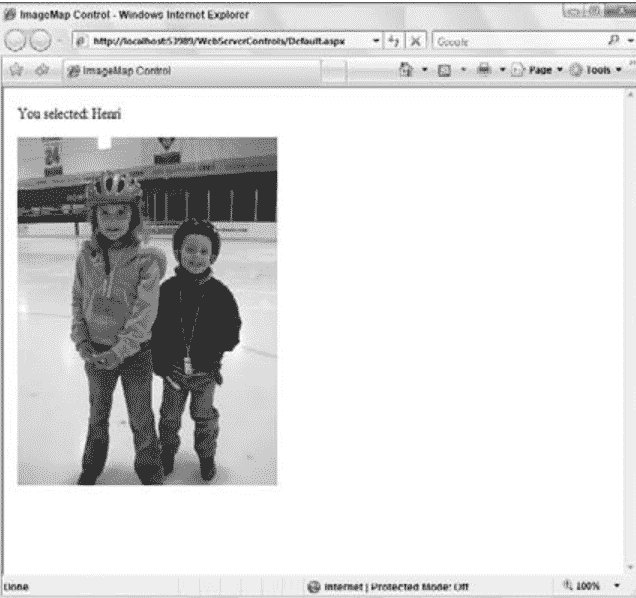 ImageMap Control - Windows Internet Explorer
http://localhost:53989/WebServerControls/Default.aspx
Google
ImageMap Control
Page
Tools
You selected: Henri
24
Done
Internet | Protected Mode: Off
100%